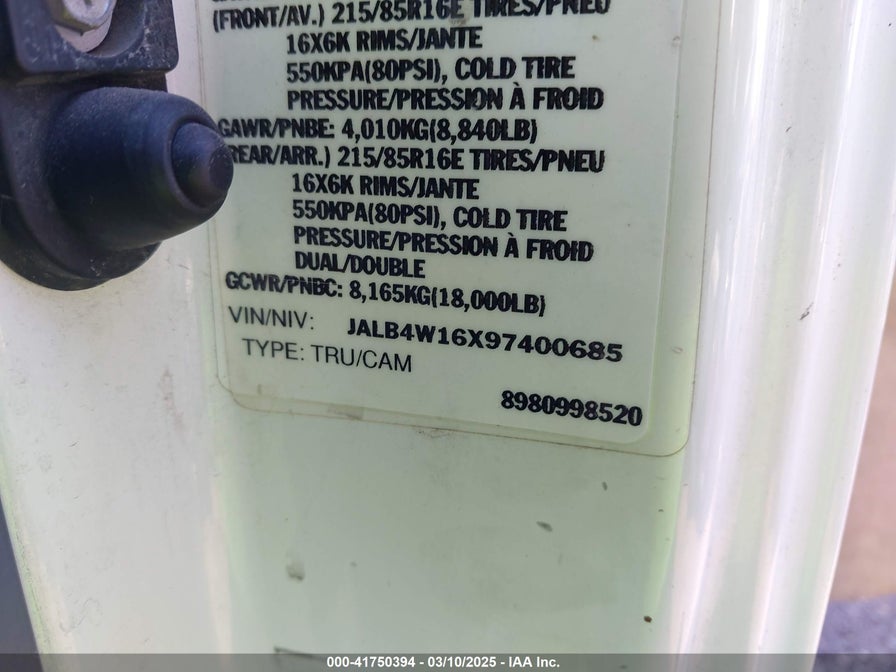 (FRONT/AV.) 215/85R16E TIRES/PNEU
16X6K RIMS/JANTE
550KPA(80PSI), COLD TIRE
PRESSURE/PRESSION À FROID
GAWR/PNBE: 4,010KG(8,840LB)
REAR/ARR.) 215/85R16E TIRES/PNEU
16X6K RIMS/JANTE
550KPA(80PSI), COLD TIRE
PRESSURE/PRESSION À FROID
DUAL/DOUBLE
GCWR/PNBC: 8,165KG(18,000LB)
VIN/NIV: JALB4W16X97400685
TYPE: TRU/CAM
8980998520
000-41750394 - 03/10/2025 - IAA Inc.